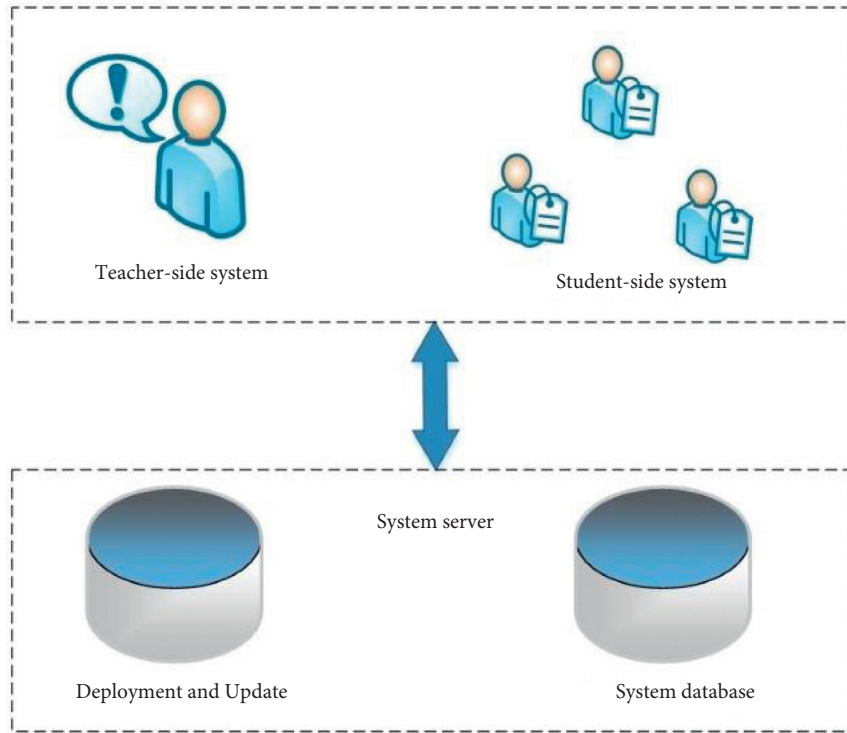 Teacher-side system
Student-side system
System server
Deployment and Update
System database